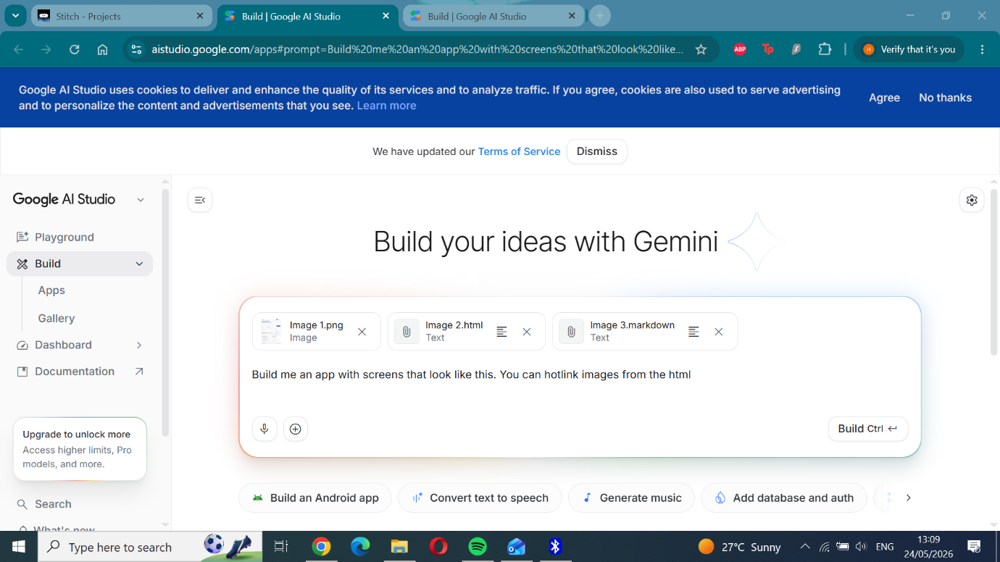 Stitch - Projects
Build | Google AI Studio
Build | Google AI Studio
aistudio.google.com/apps#prompt=Build%20me%20an%20app%20with%20screens%20that%20look%20like...
ABP
Tp
H
Verify that it's you
Google AI Studio uses cookies to deliver and enhance the quality of its services and to analyze traffic. If you agree, cookies are also used to serve advertising
and to personalize the content and advertisements that you see. Learn more
Agree
No thanks
We have updated our Terms of Service
Dismiss
Google AI Studio
Playground
Build
Apps
Gallery
Dashboard
Documentation
Upgrade to unlock more
Access higher limits, Pro
models, and more.
Search
What's new
Build your ideas with Gemini
Image 1.png
Image
Image 2.html
Text
Image 3.markdown
Text
Build me an app with screens that look like this. You can hotlink images from the html
Build Ctrl
Build an Android app
Convert text to speech
Generate music
Add database and auth
Type here to search
27°C Sunny
ENG
13:09
24/05/2026